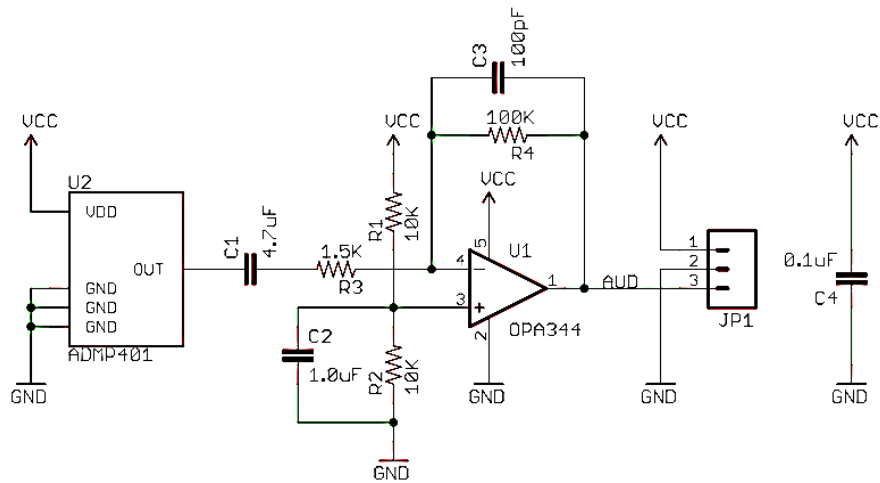 C3
100pF
VCC
VCC
100K
R4
VCC
VCC
U2
VCC
VDD
R1
10K
C1
4.7uF
U1
1.5K
5
1
OUT
4
2
0.1uF
R3
1
AUD
3
GND
3
C4
GND
GND
C2
2
OPA344
JP1
ADMP401
1.0uF
R2
10K
GND
GND
GND
GND
GND